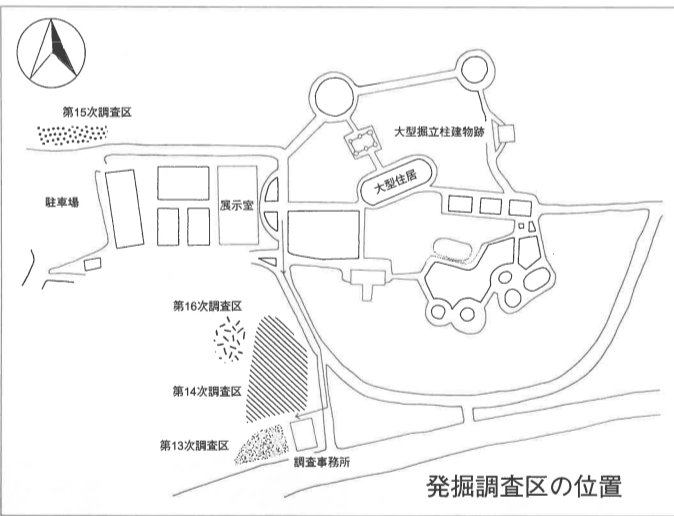 第15次調査区
大型掘立柱建物跡
大型住居
駐車場
展示室
第16次調査区
第14次調査区
第13次調査区
調査事務所
発掘調査区の位置